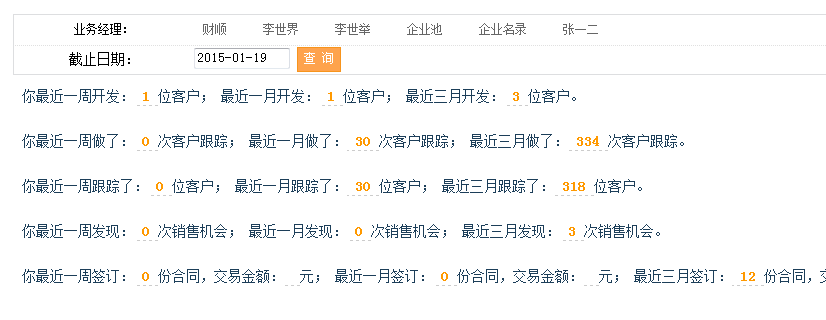 业务经理： 财顺 李世界 李世举 企业池 企业名录 张一二
截止日期： 2015-01-19 查 询
你最近一周开发： 1 位客户； 最近一月开发： 1 位客户； 最近三月开发： 3 位客户。
你最近一周做了： 0 次客户跟踪； 最近一月做了： 30 次客户跟踪； 最近三月做了： 334 次客户跟踪。
你最近一周跟踪了： 0 位客户； 最近一月跟踪了： 30 位客户； 最近三月跟踪了： 318 位客户。
你最近一周发现： 0 次销售机会； 最近一月发现： 0 次销售机会； 最近三月发现： 3 次销售机会。
你最近一周签订： 0 份合同，交易金额： 元； 最近一月签订： 0 份合同，交易金额： 元； 最近三月签订： 12 份合同，